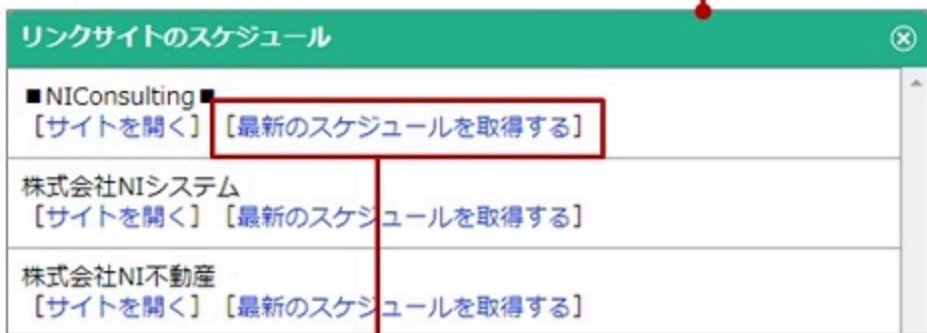 リンクサイトのスケジュール
■NIConsulting■
［サイトを開く］［最新のスケジュールを取得する］
株式会社NIシステム
［サイトを開く］［最新のスケジュールを取得する］
株式会社NI不動産
［サイトを開く］［最新のスケジュールを取得する］